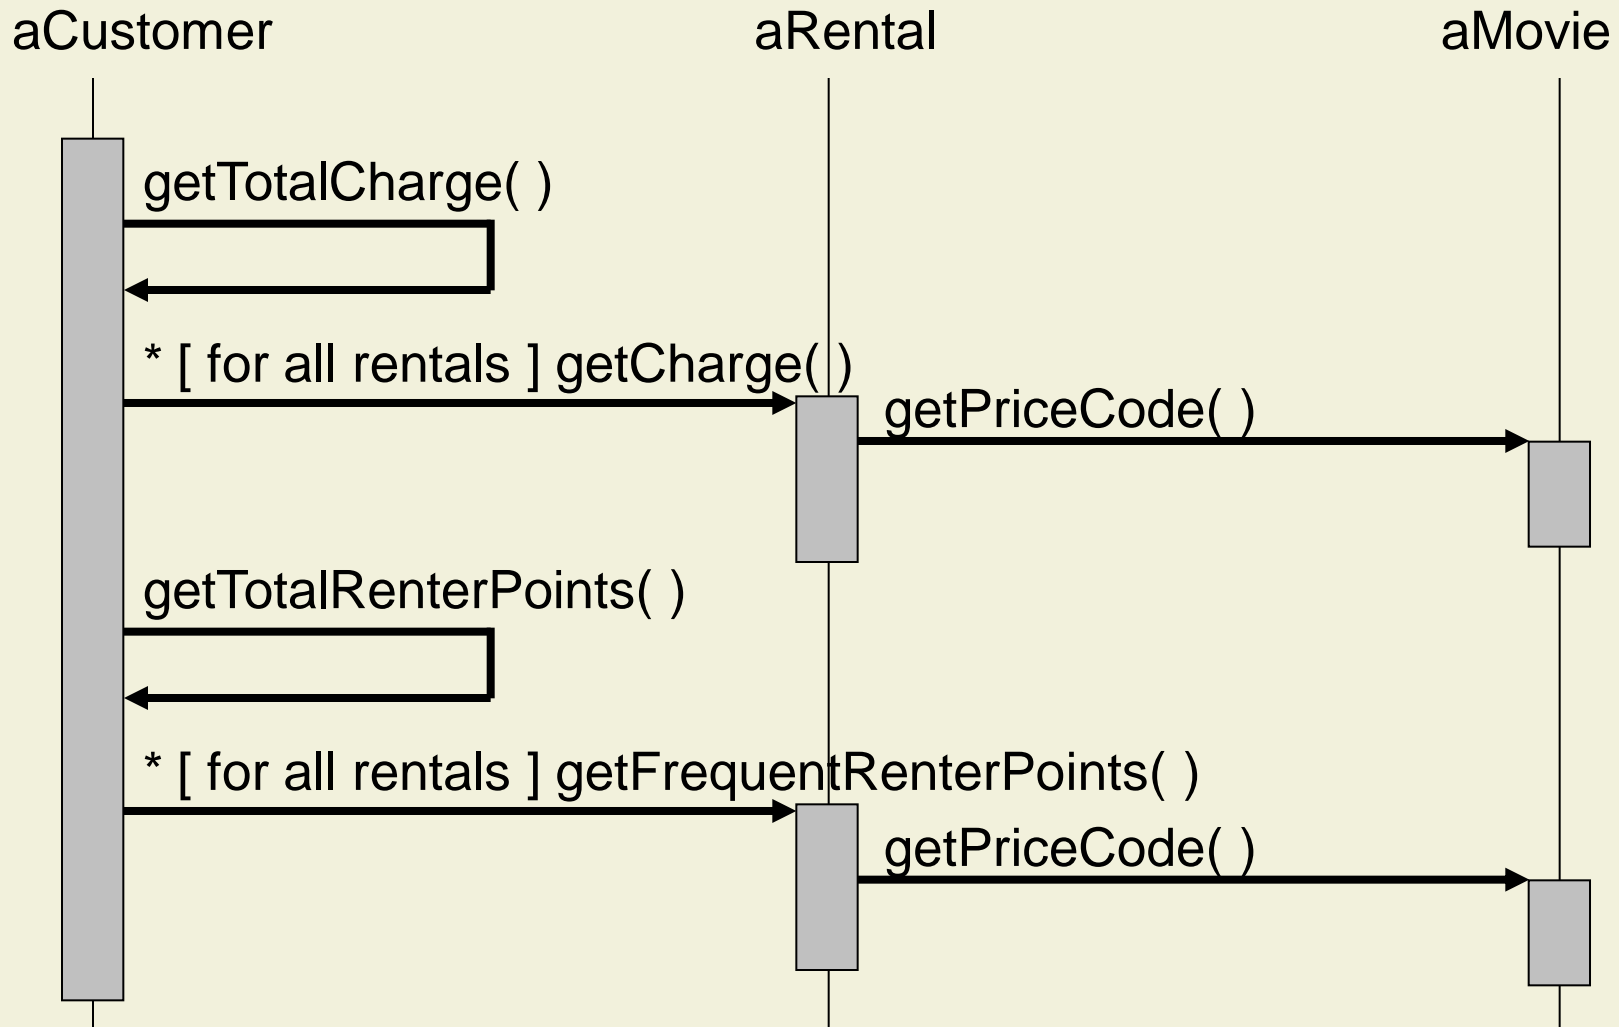 aCustomer
aRental
aMovie
getTotalCharge( )
* [ for all rentals ] getCharge( )
getPriceCode( )
getTotalRenterPoints( )
* [ for all rentals ] getFrequentRenterPoints( )
getPriceCode( )